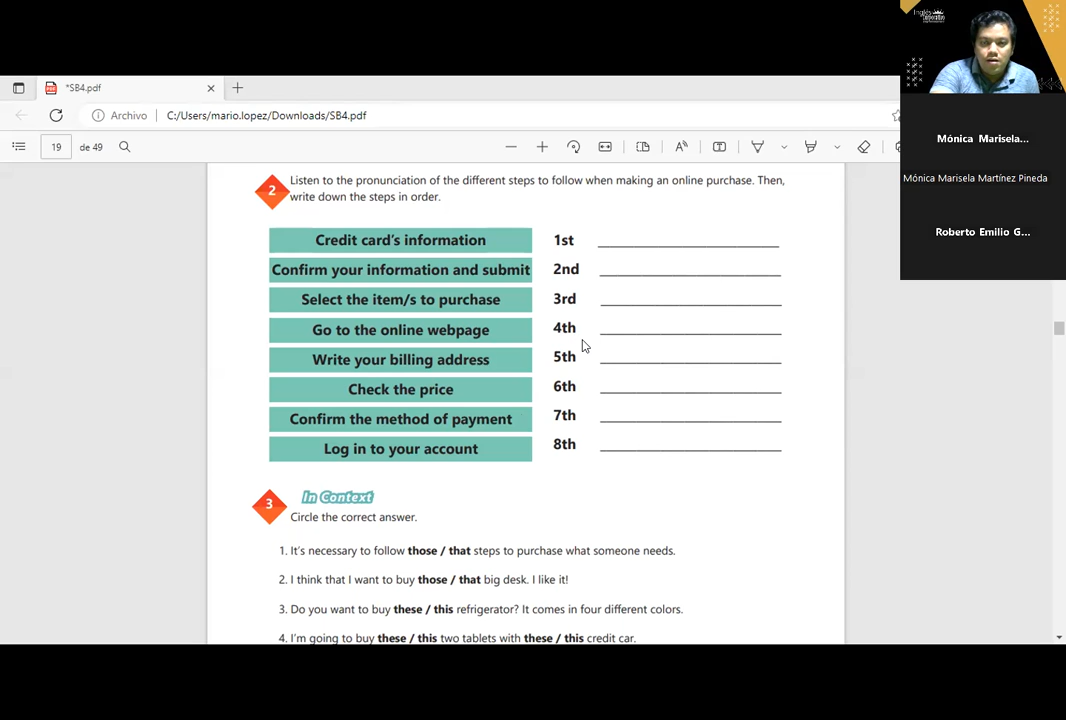 *SB4.pdf
Archivo
C:/Users/mario.lopez/Downloads/SB4.pdf
19 de 49
2
Listen to the pronunciation of the different steps to follow when making an online purchase. Then,
write down the steps in order.
Credit card's information
1st
Confirm your information and submit
2nd
Select the item/s to purchase
3rd
Go to the online webpage
4th
Write your billing address
5th
Check the price
6th
Confirm the method of payment
7th
Log in to your account
8th
3
In Context
Circle the correct answer.
1. It's necessary to follow those / that steps to purchase what someone needs.
2. I think that I want to buy those / that big desk. I like it!
3. Do you want to buy these / this refrigerator? It comes in four different colors.
4. I'm going to buy these / this two tablets with these / this credit car.
Inglés
Mónica Marisela...
Mónica Marisela Martínez Pineda
Roberto Emilio G...